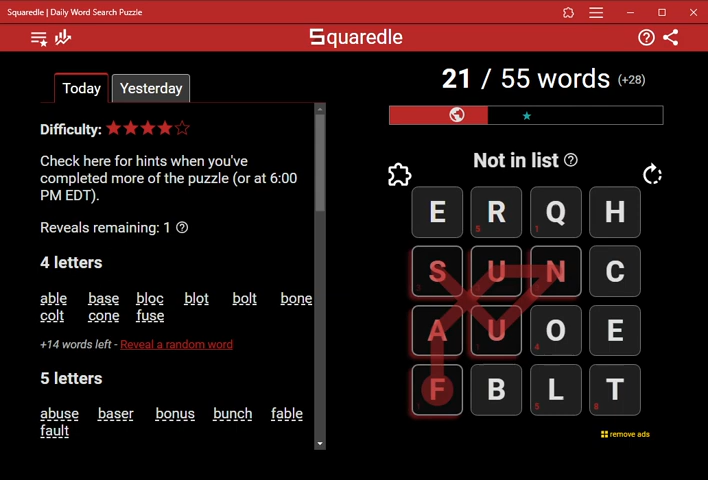 Squaredle | Daily Word Search Puzzle
Squaredle
Today Yesterday
Difficulty:
Check here for hints when you've
completed more of the puzzle (or at 6:00
PM EDT).
Reveals remaining: 1
4 letters
able base bloc blot bolt bone
colt cone fuse
+14 words left - Reveal a random word
5 letters
abuse baser bonus bunch fable
fault
21 / 55 words (+28)
Not in list
E R Q H
S U N C
A U O E
F B L T
remove ads